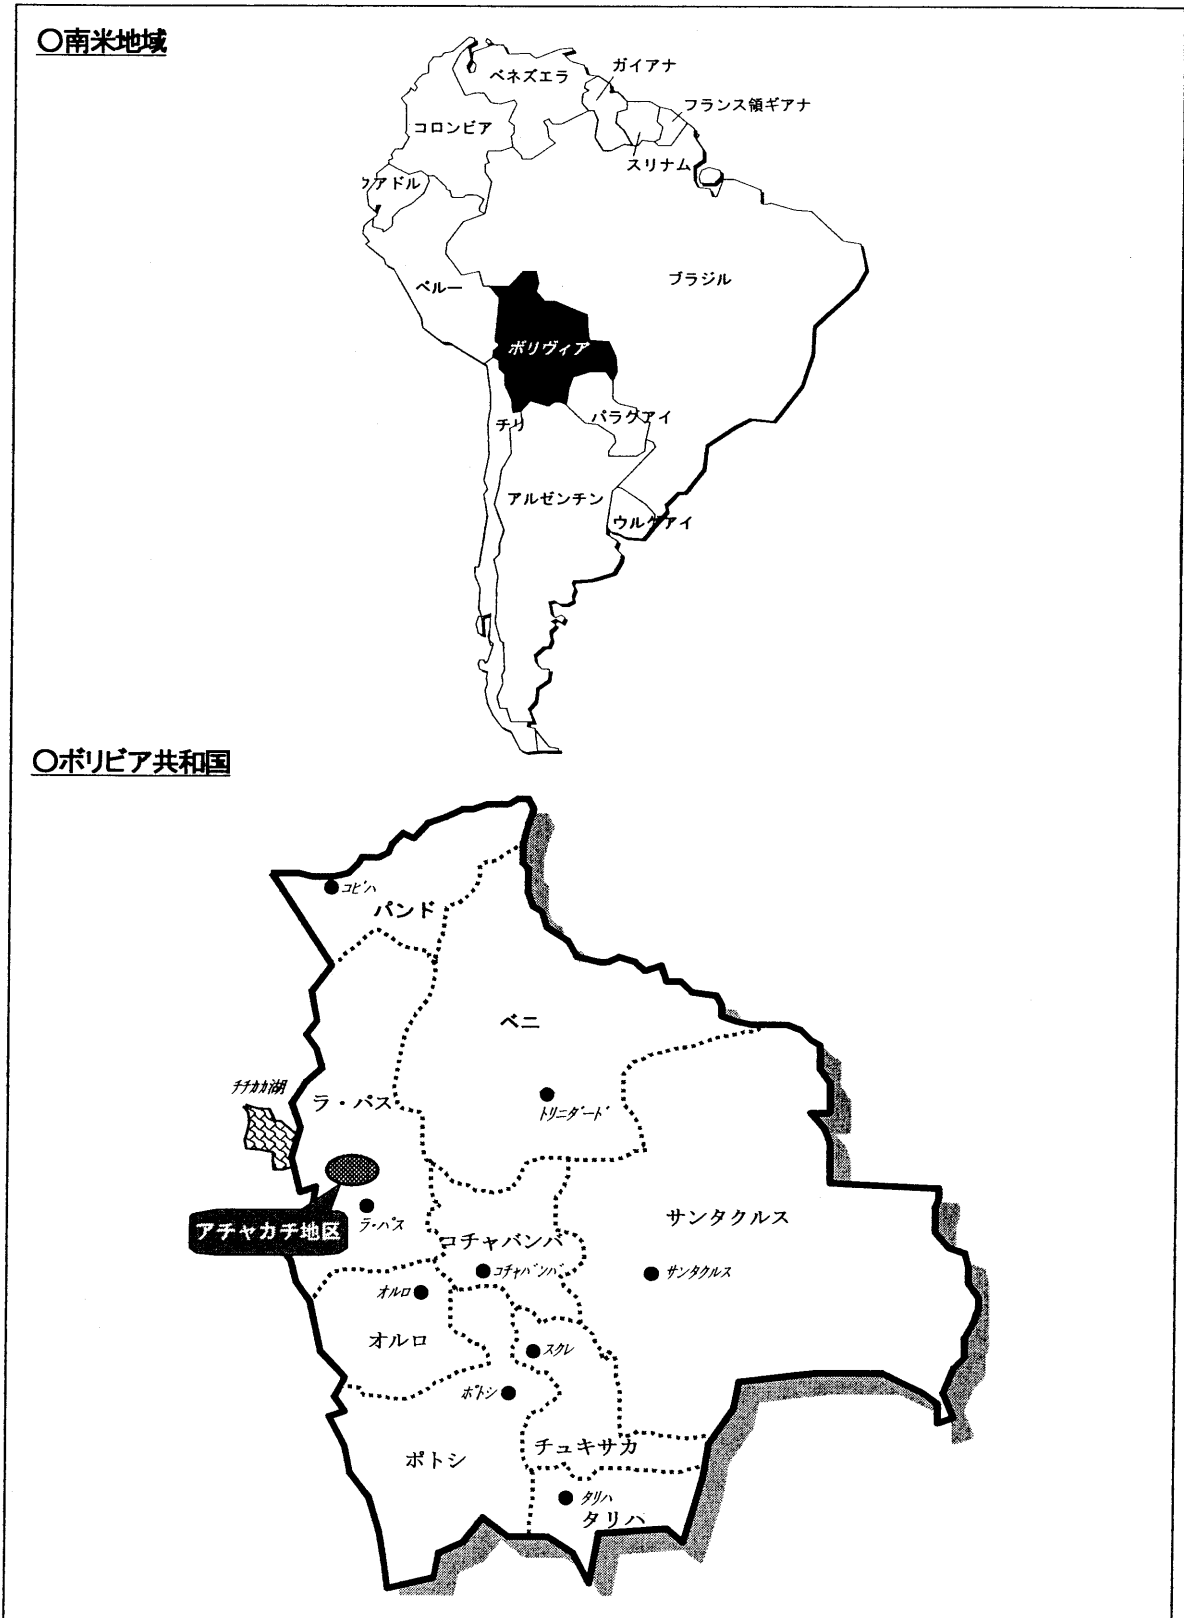 ○南米地域
ベネズエラ
ガイアナ
フランス領ギアナ
コロンビア
スリナム
クアドル
ペルー
ブラジル
ボリヴィア
パラグアイ
チリ
アルゼンチン
ウルグアイ
○ボリビア共和国
コビハ
パンド
ベニ
チチカカ湖
ラ・パス
トリニダード
アチャカチ地区
ラ・パス
サンタクルス
コチャバンバ
コチャバンバ
サンタクルス
オルロ
オルロ
スクレ
ポトシ
チュキサカ
ポトシ
タリハ
タリハ